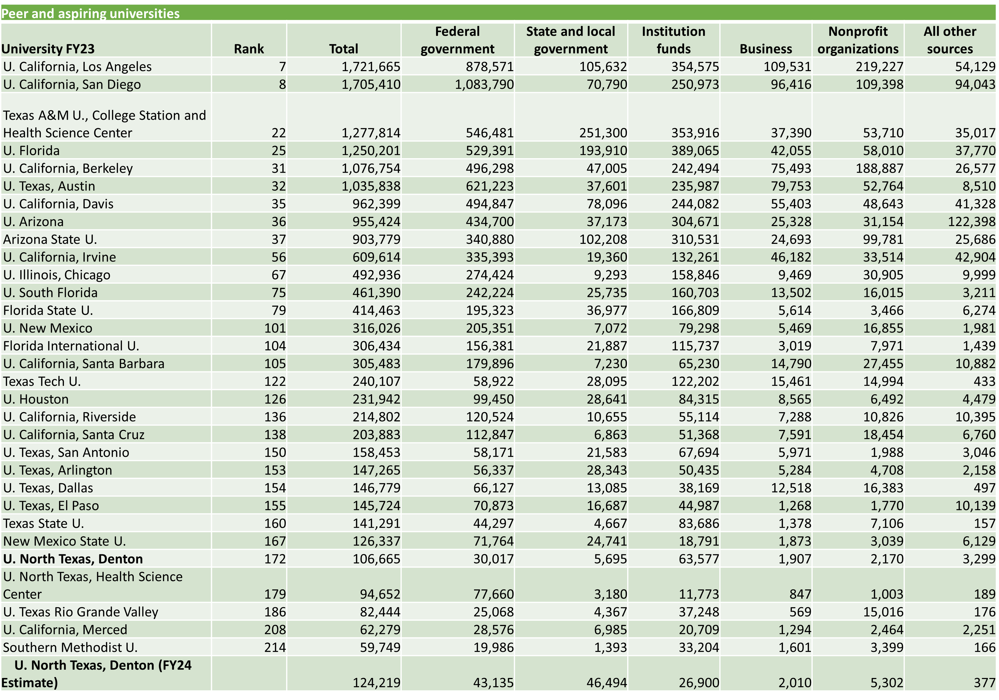 Peer and aspiring universities
University FY23 Rank Total Federal government State and local government Institution funds Business Nonprofit organizations All other sources
U. California, Los Angeles 7 1,721,665 878,571 105,632 354,575 109,531 219,227 54,129
U. California, San Diego 8 1,705,410 1,083,790 70,790 250,973 96,416 109,398 94,043
Texas A&M U., College Station and
Health Science Center 22 1,277,814 546,481 251,300 353,916 37,390 53,710 35,017
U. Florida 25 1,250,201 529,391 193,910 389,065 42,055 58,010 37,770
U. California, Berkeley 31 1,076,754 496,298 47,005 242,494 75,493 188,887 26,577
U. Texas, Austin 32 1,035,838 621,223 37,601 235,987 79,753 52,764 8,510
U. California, Davis 35 962,399 494,847 78,096 244,082 55,403 48,643 41,328
U. Arizona 36 955,424 434,700 37,173 304,671 25,328 31,154 122,398
Arizona State U. 37 903,779 340,880 102,208 310,531 24,693 99,781 25,686
U. California, Irvine 56 609,614 335,393 19,360 132,261 46,182 33,514 42,904
U. Illinois, Chicago 67 492,936 274,424 9,293 158,846 9,469 30,905 9,999
U. South Florida 75 461,390 242,224 25,735 160,703 13,502 16,015 3,211
Florida State U. 79 414,463 195,323 36,977 166,809 5,614 3,466 6,274
U. New Mexico 101 316,026 205,351 7,072 79,298 5,469 16,855 1,981
Florida International U. 104 306,434 156,381 21,887 115,737 3,019 7,971 1,439
U. California, Santa Barbara 105 305,483 179,896 7,230 65,230 14,790 27,455 10,882
Texas Tech U. 122 240,107 58,922 28,095 122,202 15,461 14,994 433
U. Houston 126 231,942 99,450 28,641 84,315 8,565 6,492 4,479
U. California, Riverside 136 214,802 120,524 10,655 55,114 7,288 10,826 10,395
U. California, Santa Cruz 138 203,883 112,847 6,863 51,368 7,591 18,454 6,760
U. Texas, San Antonio 150 158,453 58,171 21,583 67,694 5,971 1,988 3,046
U. Texas, Arlington 153 147,265 56,337 28,343 50,435 5,284 4,708 2,158
U. Texas, Dallas 154 146,779 66,127 13,085 38,169 12,518 16,383 497
U. Texas, El Paso 155 145,724 70,873 16,687 44,987 1,268 1,770 10,139
Texas State U. 160 141,291 44,297 4,667 83,686 1,378 7,106 157
New Mexico State U. 167 126,337 71,764 24,741 18,791 1,873 3,039 6,129
U. North Texas, Denton 172 106,665 30,017 5,695 63,577 1,907 2,170 3,299
U. North Texas, Health Science
Center 179 94,652 77,660 3,180 11,773 847 1,003 189
U. Texas Rio Grande Valley 186 82,444 25,068 4,367 37,248 569 15,016 176
U. California, Merced 208 62,279 28,576 6,985 20,709 1,294 2,464 2,251
Southern Methodist U. 214 59,749 19,986 1,393 33,204 1,601 3,399 166
U. North Texas, Denton (FY24
Estimate) 124,219 43,135 46,494 26,900 2,010 5,302 377